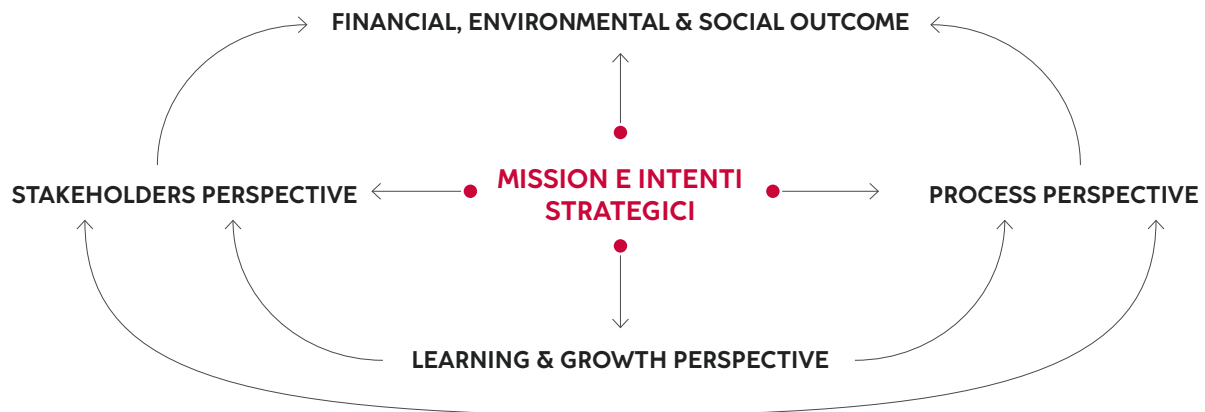 FINANCIAL, ENVIRONMENTAL & SOCIAL OUTCOME
STAKEHOLDERS PERSPECTIVE
MISSION E INTENTI
STRATEGICI
PROCESS PERSPECTIVE
LEARNING & GROWTH PERSPECTIVE